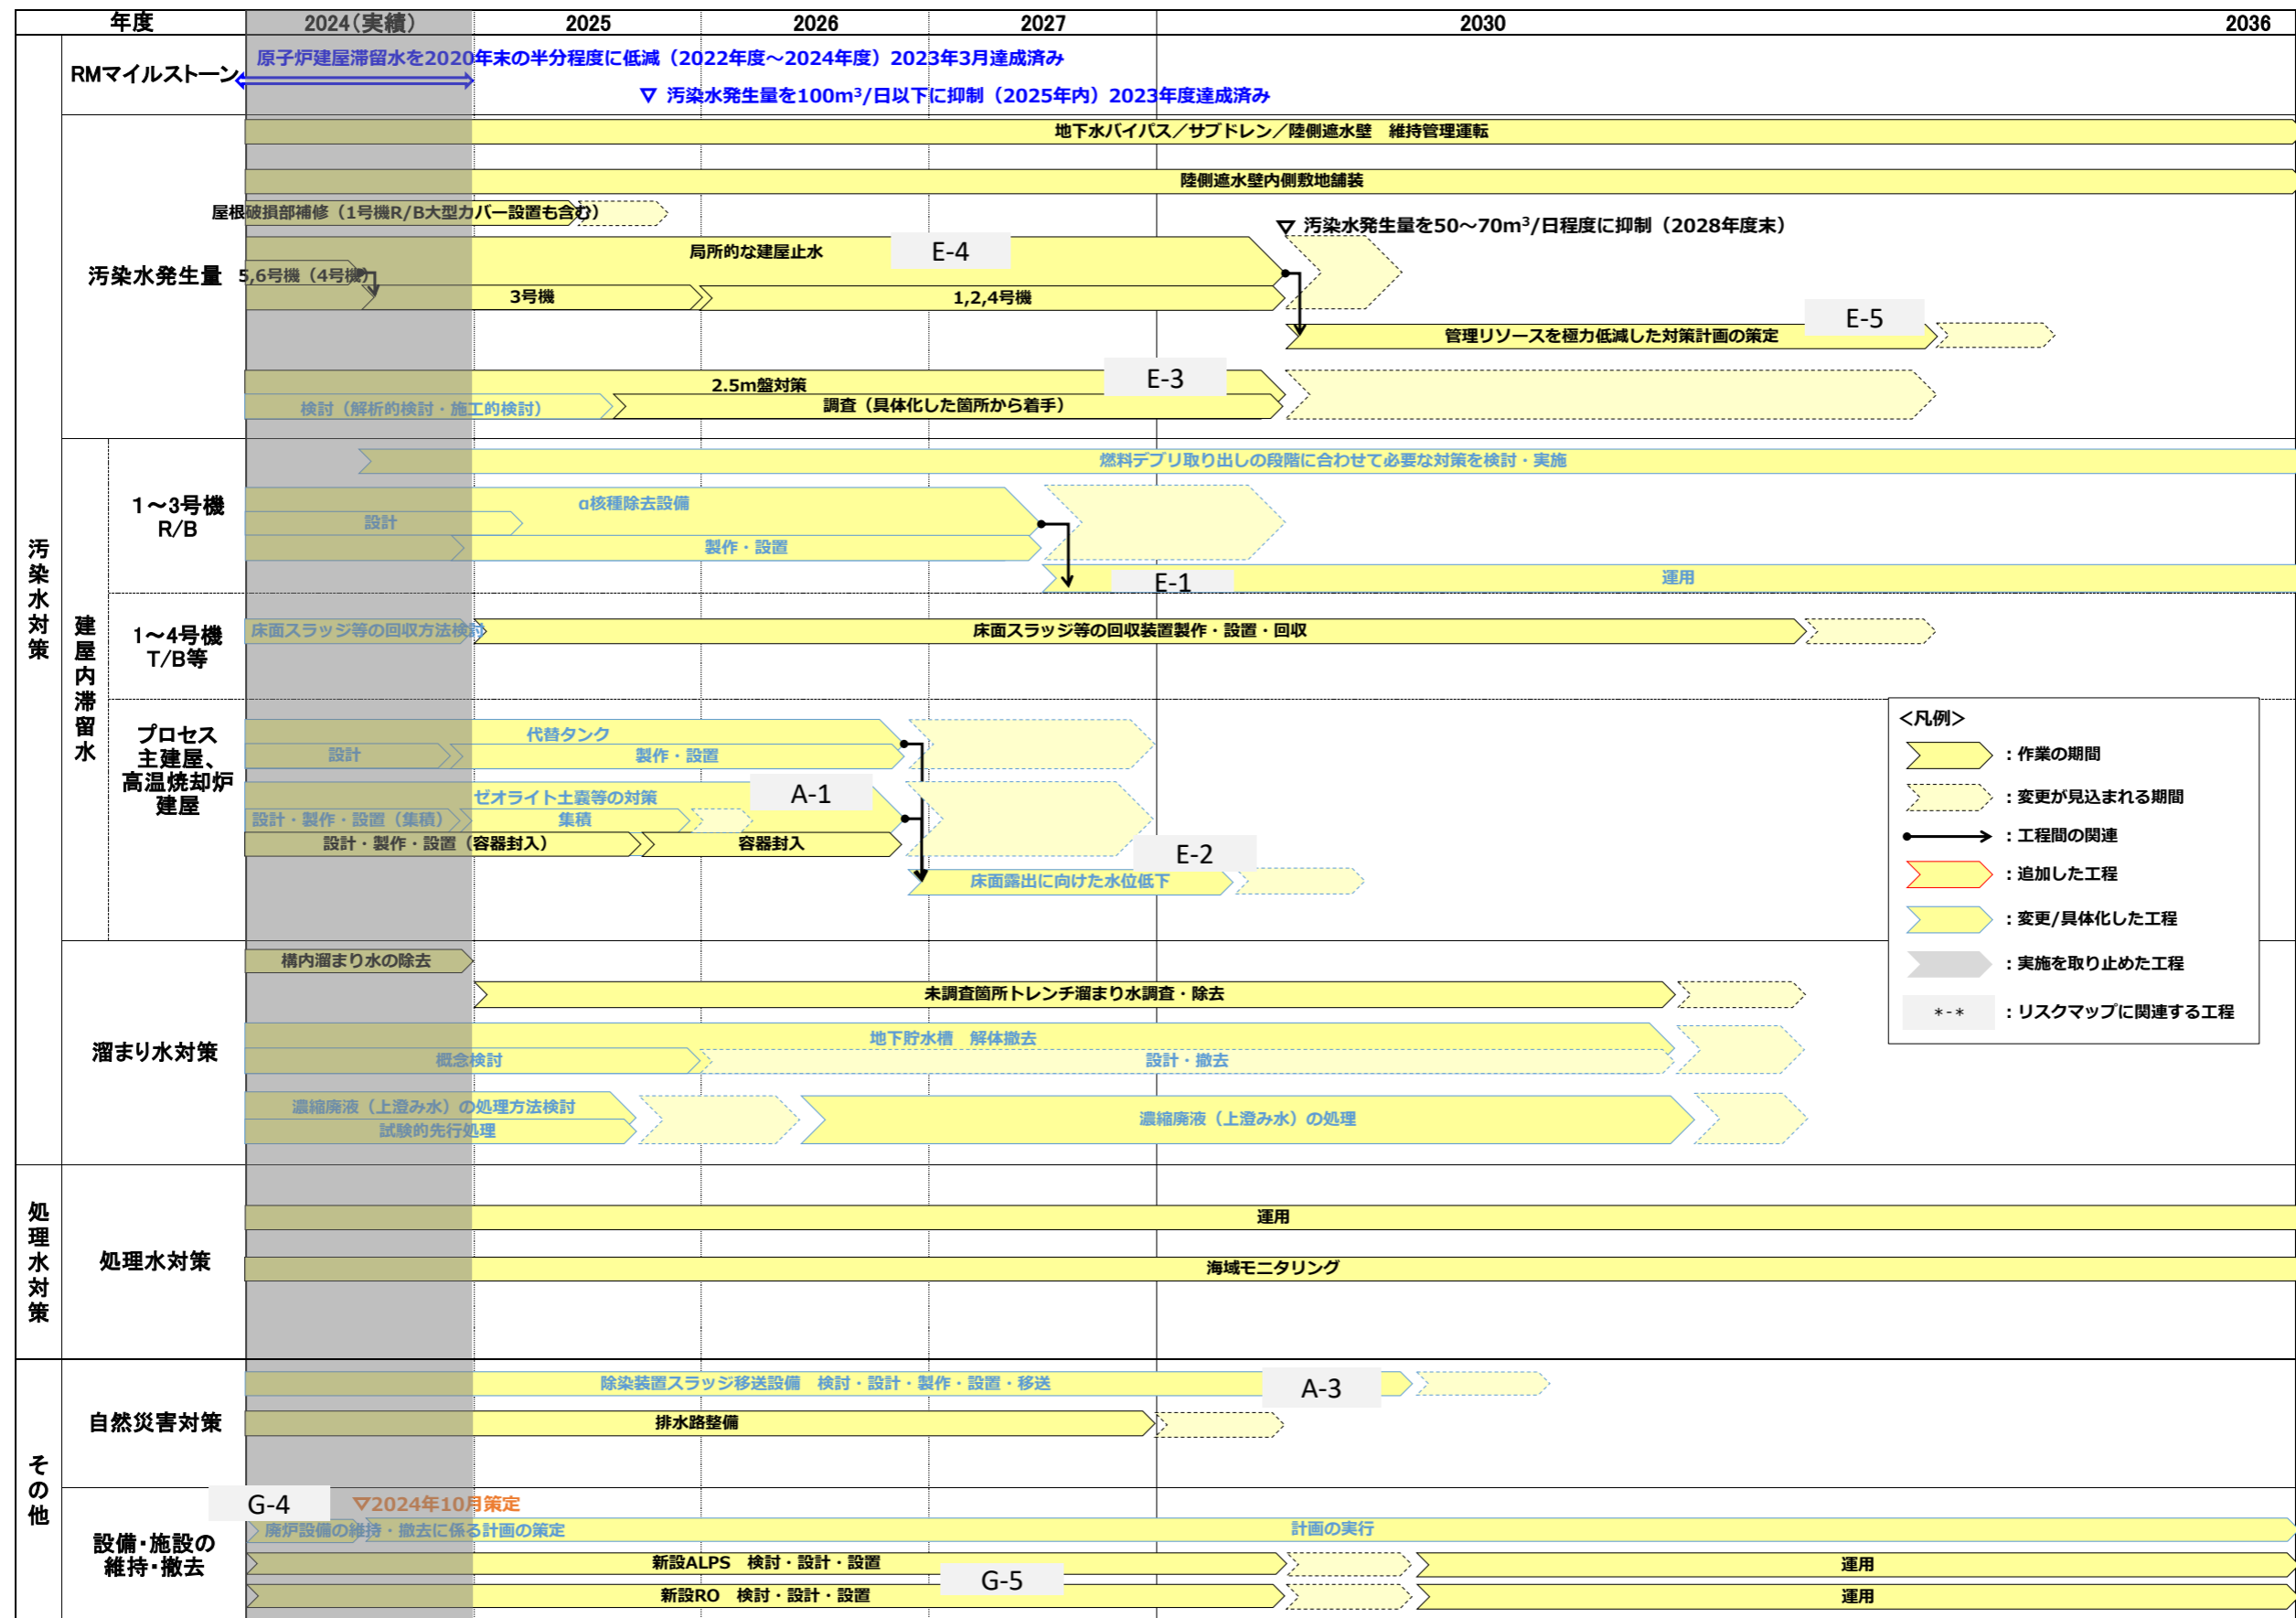 年度
2024(実績)
2025
2026
2027
2030
2036
汚染水対策
RMマイルストーン
原子炉建屋滞留水を2020年末の半分程度に低減（2022年度～2024年度）2023年3月達成済み
▽ 汚染水発生量を100m³/日以下に抑制（2025年内）2023年度達成済み
汚染水発生量
地下水バイパス／サブドレン／陸側遮水壁　維持管理運転
陸側遮水壁内側敷地舗装
屋根破損部補修（1号機R/B大型カバー設置も含む）
▽ 汚染水発生量を50～70m³/日程度に抑制（2028年度末）
局所的な建屋止水
E-4
5,6号機（4号機）
3号機
1,2,4号機
E-5
管理リソースを極力低減した対策計画の策定
E-3
2.5m盤対策
検討（解析的検討・施工的検討）
調査（具体化した箇所から着手）
建屋内滞留水
1～3号機
R/B
燃料デブリ取り出しの段階に合わせて必要な対策を検討・実施
α核種除去設備
設計
製作・設置
E-1
運用
1～4号機
T/B等
床面スラッジ等の回収方法検討
床面スラッジ等の回収装置製作・設置・回収
プロセス
主建屋、
高温焼却炉
建屋
代替タンク
設計
製作・設置
A-1
ゼオライト土嚢等の対策
設計・製作・設置（集積）
集積
設計・製作・設置（容器封入）
容器封入
E-2
床面露出に向けた水位低下
<凡例>
：作業の期間
：変更が見込まれる期間
：工程間の関連
：追加した工程
：変更/具体化した工程
：実施を取り止めた工程
*-*
：リスクマップに関連する工程
溜まり水対策
構内溜まり水の除去
未調査箇所トレンチ溜まり水調査・除去
地下貯水槽　解体撤去
概念検討
設計・撤去
濃縮廃液（上澄み水）の処理方法検討
試験的先行処理
濃縮廃液（上澄み水）の処理
処理水対策
処理水対策
運用
海域モニタリング
その他
自然災害対策
除染装置スラッジ移送設備　検討・設計・製作・設置・移送
A-3
排水路整備
設備・施設の
維持・撤去
G-4
▽2024年10月策定
廃炉設備の維持・撤去に係る計画の策定
計画の実行
新設ALPS　検討・設計・設置
運用
G-5
新設RO　検討・設計・設置
運用